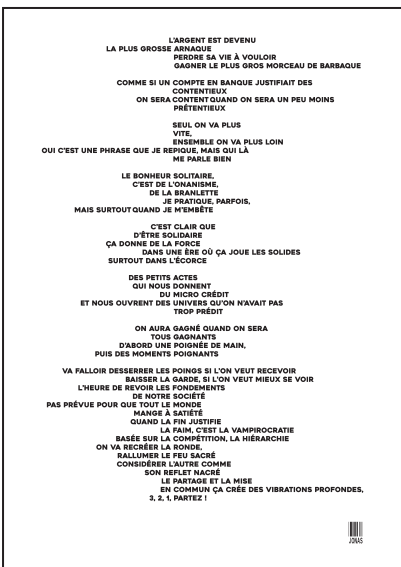 L'ARGENT EST DEVENU
LA PLUS GROSSE ARNAQUE
PERDRE SA VIE À VOULOIR
GAGNER LE PLUS GROS MORCEAU DE BARBAQUE
COMME SI UN COMPTE EN BANQUE JUSTIFIAIT DES
CONTENTIEUX
ON SERA CONTENT QUAND ON SERA UN PEU MOINS
PRÉTENTIEUX
SEUL ON VA PLUS
VITE,
ENSEMBLE ON VA PLUS LOIN
OUI C'EST UNE PHRASE QUE JE REPIQUE, MAIS QUI LÀ
ME PARLE BIEN
LE BONHEUR SOLITAIRE,
C'EST DE L'ONANISME,
DE LA BRANLETTE
JE PRATIQUE, PARFOIS,
MAIS SURTOUT QUAND JE M'EMBÊTE
C'EST CLAIR QUE
D'ÊTRE SOLIDAIRE
ÇA DONNE DE LA FORCE
DANS UNE ÈRE OÙ ÇA JOUE LES SOLIDES
SURTOUT DANS L'ÉCORCE
DES PETITS ACTES
QUI NOUS DONNENT
DU MICRO CRÉDIT
ET NOUS OUVRENT DES UNIVERS QU'ON N'AVAIT PAS
TROP PRÉDIT
ON AURA GAGNÉ QUAND ON SERA
TOUS GAGNANTS
D'ABORD UNE POIGNÉE DE MAIN,
PUIS DES MOMENTS POIGNANTS
VA FALLOIR DESSERRER LES POINGS SI L'ON VEUT RECEVOIR
BAISSER LA GARDE, SI L'ON VEUT MIEUX SE VOIR
L'HEURE DE REVOIR LES FONDEMENTS
DE NOTRE SOCIÉTÉ
PAS PRÉVUE POUR QUE TOUT LE MONDE
MANGE À SATIÉTÉ
QUAND LA FIN JUSTIFIE
LA FAIM, C'EST LA VAMPIROCRATIE
BASÉE SUR LA COMPÉTITION, LA HIÉRARCHIE
ON VA RECRÉER LA RONDE,
RALLUMER LE FEU SACRÉ
CONSIDÉRER L'AUTRE COMME
SON REFLET NACRÉ
LE PARTAGE ET LA MISE
EN COMMUN ÇA CRÉE DES VIBRATIONS PROFONDES,
3, 2, 1, PARTEZ !
JONAS